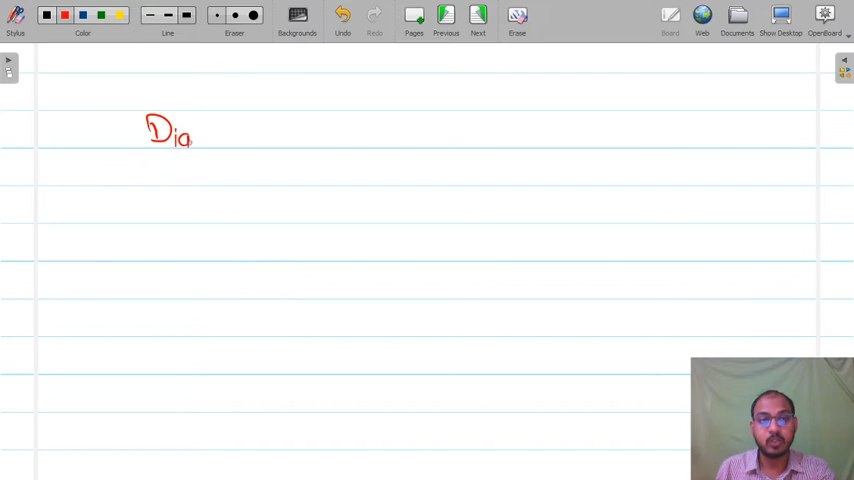 Stylus Color Line Eraser Backgrounds Undo Redo Pages Previous Next Erase Board Web Documents Show Desktop OpenBoard
Dia